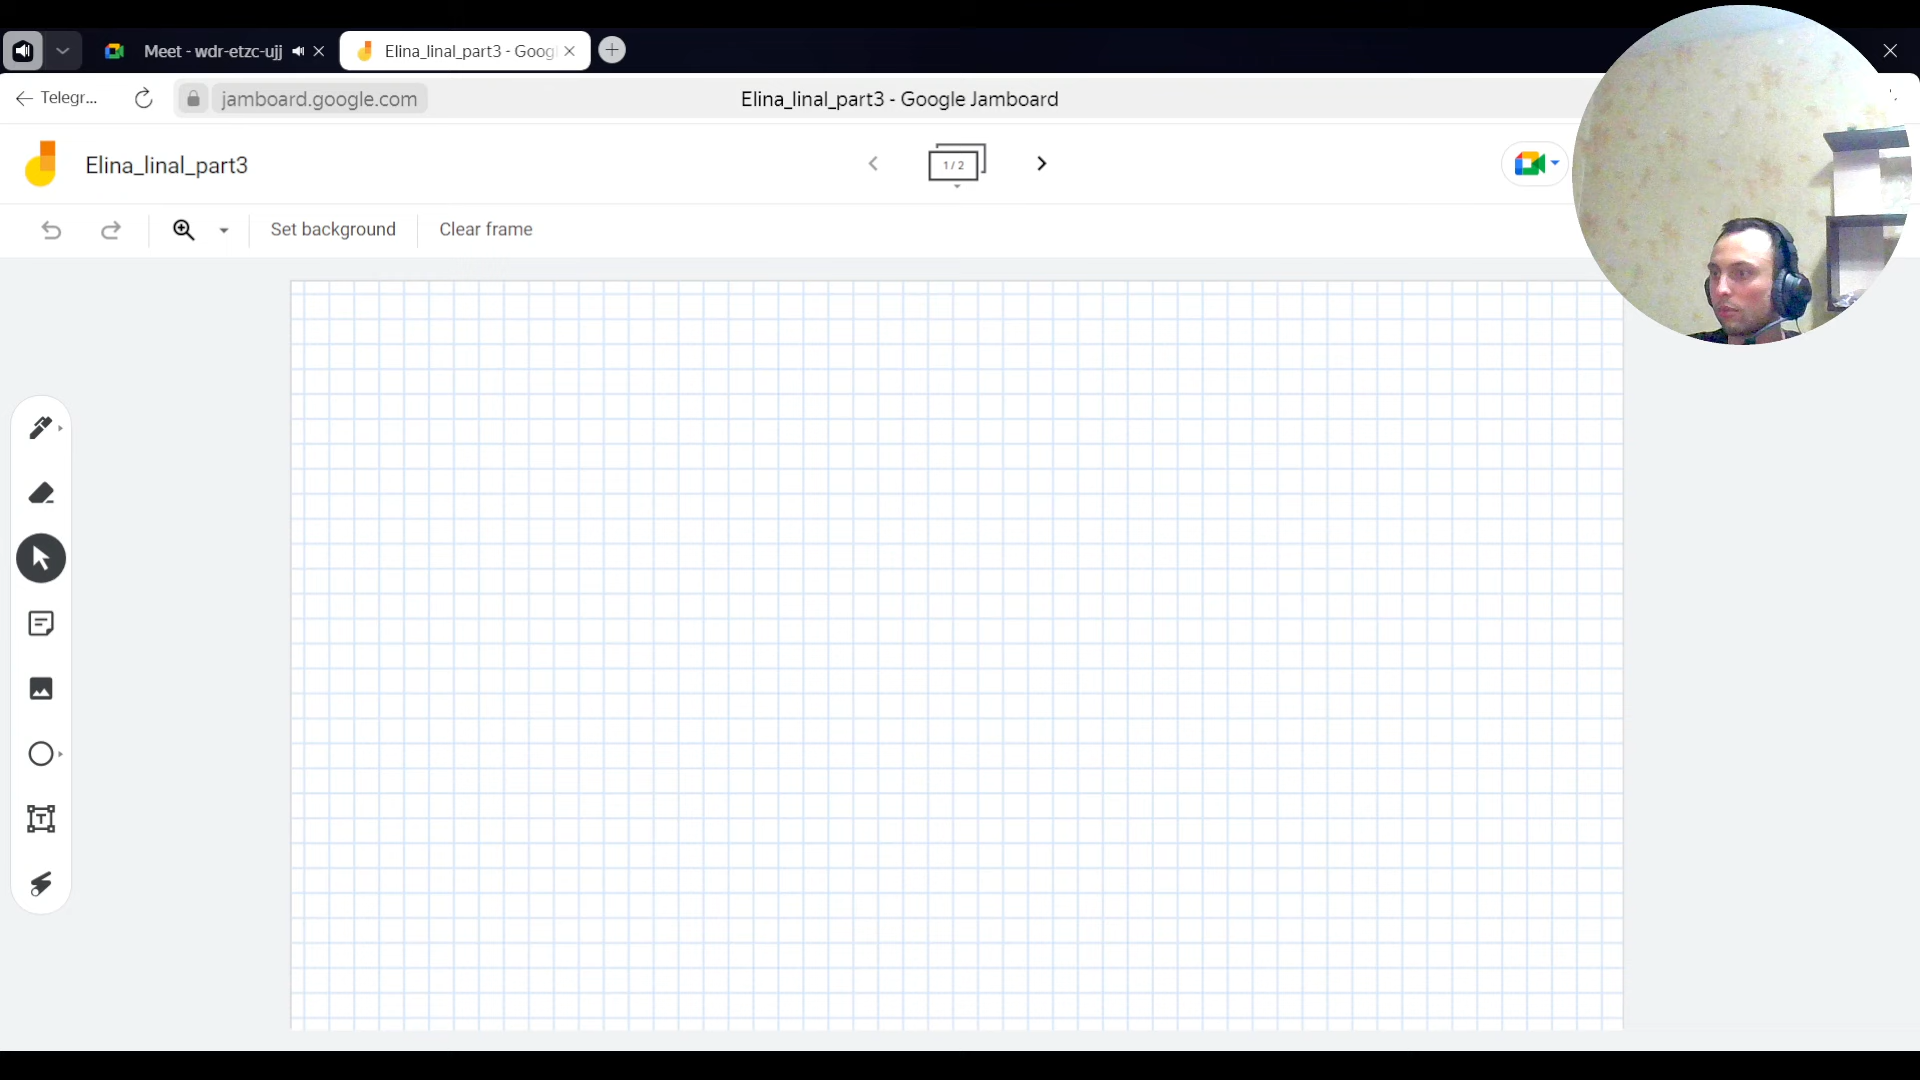 Meet - wdr-etzc-ujj
Elina_linal_part3 - Goog
Telegr...
jamboard.google.com
Elina_linal_part3 - Google Jamboard
Elina_linal_part3
1 / 2
Set background
Clear frame